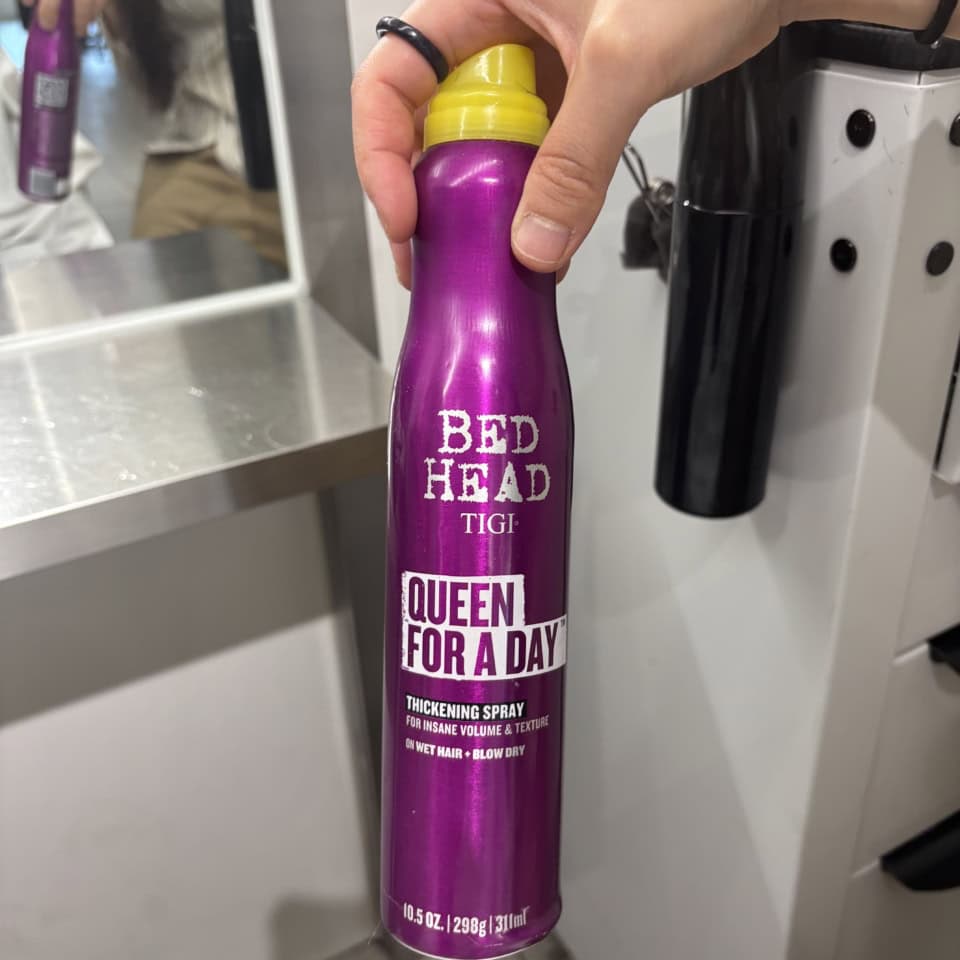 BED
HEAD
TIGI®
QUEEN
FOR A DAY™
THICKENING SPRAY
FOR INSANE VOLUME & TEXTURE
ON WET HAIR + BLOW DRY
10.5 OZ. | 298g | 311ml